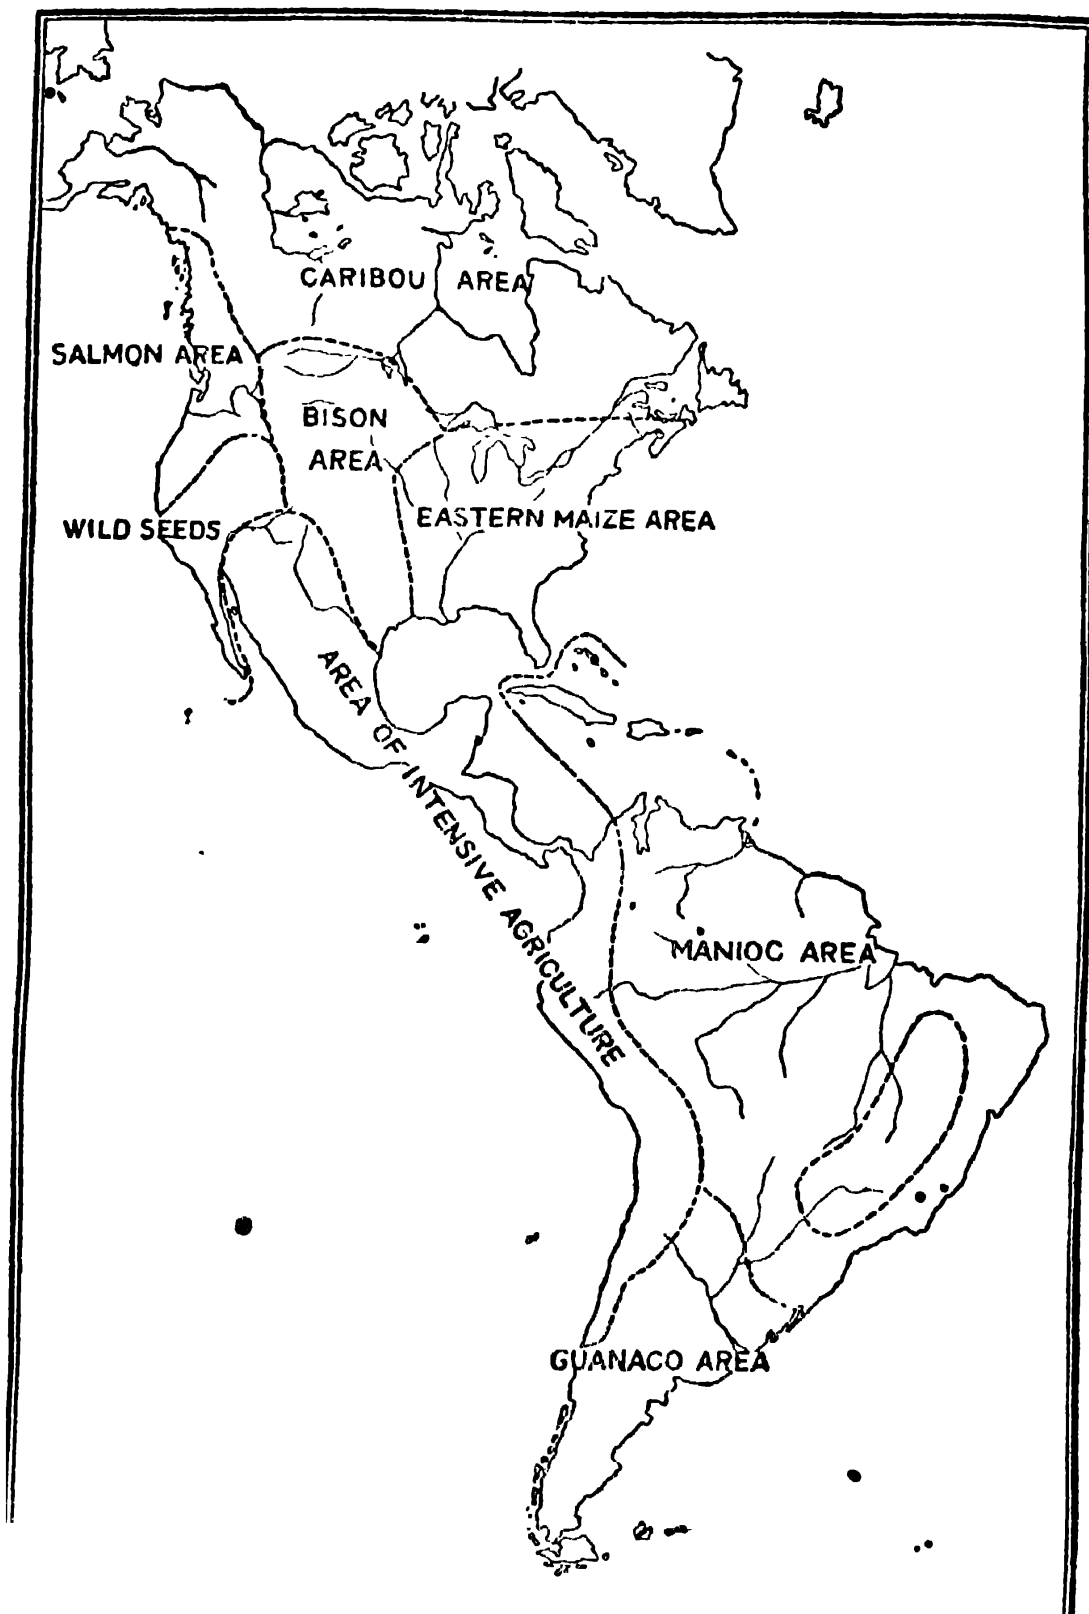 CARIBOU AREA
SALMON AREA
BISON
AREA
WILD SEEDS
EASTERN MAIZE AREA
AREA OF INTENSIVE AGRICULTURE
MANIOC AREA
GUANACO AREA